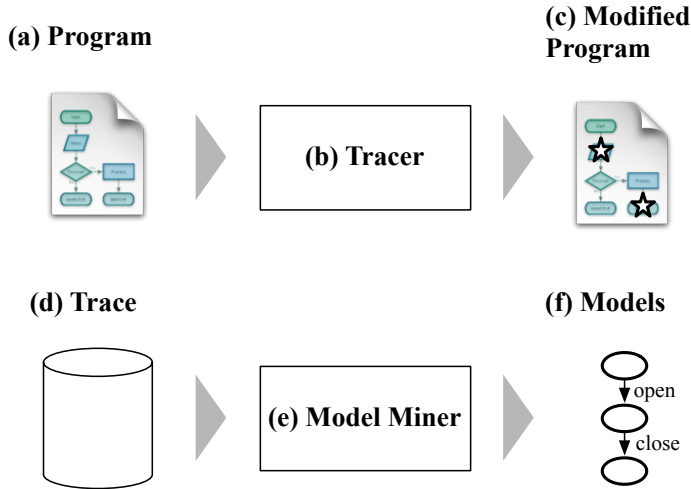 (a) Program
(c) Modified
Program
(b) Tracer
(d) Trace
(f) Models
(e) Model Miner
open
close